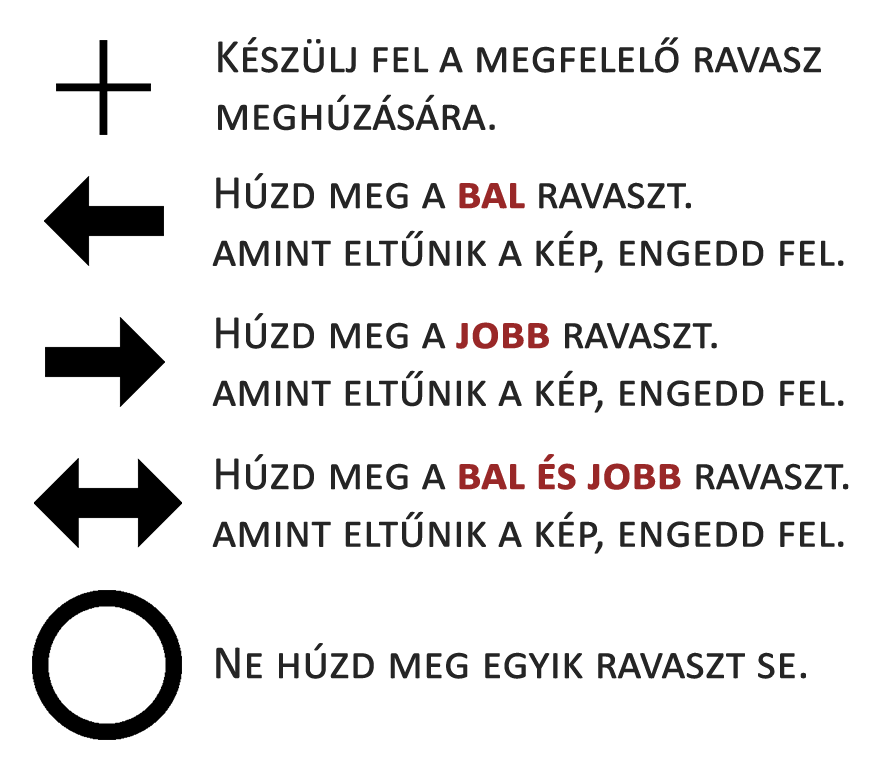 Készülj fel a megfelelő ravasz
meghúzására.
Húzd meg a BAL ravaszt.
amint eltűnik a kép, engedd fel.
Húzd meg a JOBB ravaszt.
amint eltűnik a kép, engedd fel.
Húzd meg a BAL ÉS JOBB ravaszt.
amint eltűnik a kép, engedd fel.
Ne húzd meg egyik ravaszt se.